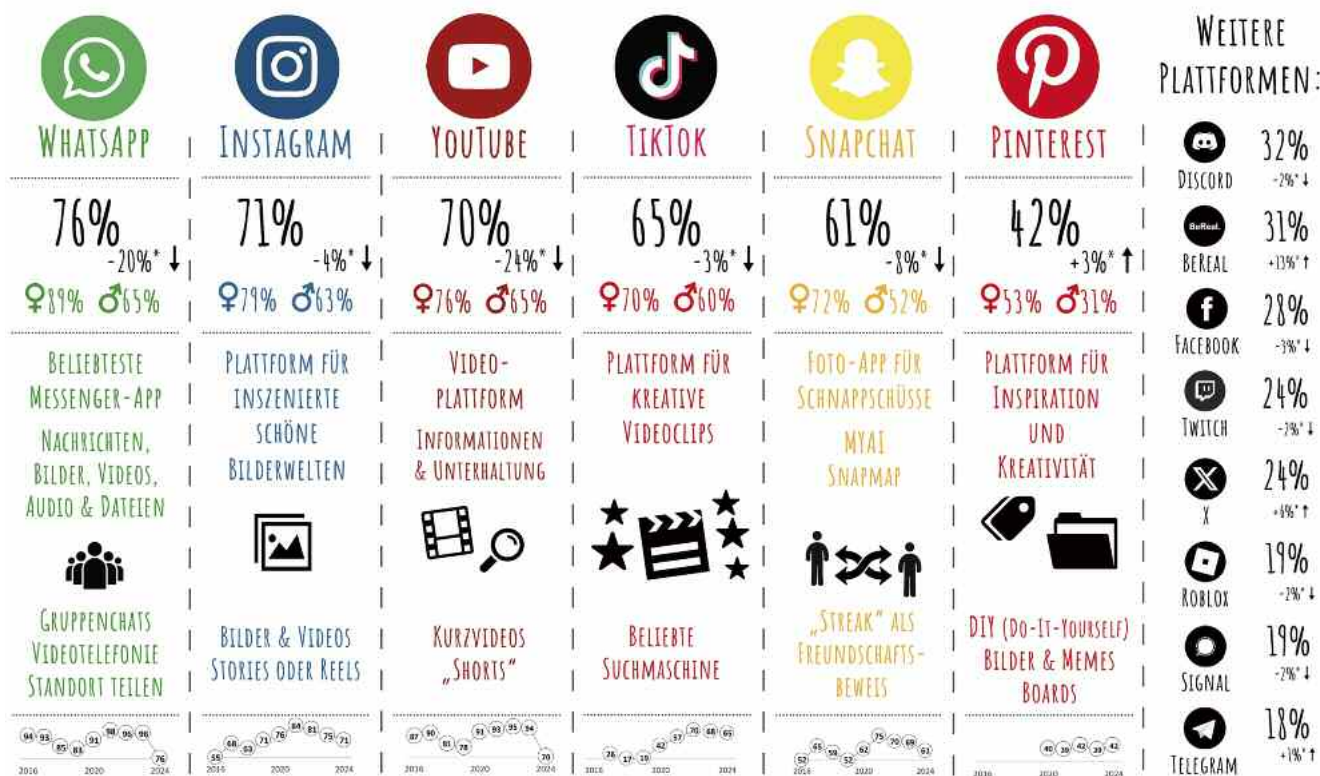 WEITERE
PLATTFORMEN:
WHATSAPP
76%
-20%* ↓
♀89% ♂65%
BELIEBTESTE
MESSENGER-APP
NACHRICHTEN,
BILDER, VIDEOS,
AUDIO & DATEIEN
GRUPPENCHATS
VIDEOTELEFONIE
STANDORT TEILEN
94 93 85 83 91 98 96 96 76
2016 2020 2024
INSTAGRAM
71%
-4%* ↓
♀79% ♂63%
PLATTFORM FÜR
INSZENIERTE
SCHÖNE
BILDERWELTEN
BILDER & VIDEOS
STORIES ODER REELS
55 68 63 71 76 84 81 75 71
2016 2020 2024
YOUTUBE
70%
-24%* ↓
♀76% ♂65%
VIDEO-
PLATTFORM
INFORMATIONEN
& UNTERHALTUNG
KURZVIDEOS
„SHORTS"
87 90 81 78 93 93 95 94 70
2016 2020 2024
TIKTOK
65%
-3%* ↓
♀70% ♂60%
PLATTFORM FÜR
KREATIVE
VIDEOCLIPS
BELIEBTE
SUCHMASCHINE
26 17 19 42 57 70 68 65
2016 2020 2024
SNAPCHAT
61%
-8%* ↓
♀72% ♂52%
FOTO-APP FÜR
SCHNAPPSCHÜSSE
MYAI
SNAPMAP
„STREAK" ALS
FREUNDSCHAFTS-
BEWEIS
52 65 59 52 62 75 70 69 61
2016 2020 2024
PINTEREST
42%
+3%* ↑
♀53% ♂31%
PLATTFORM FÜR
INSPIRATION
UND
KREATIVITÄT
DIY (DO-IT-YOURSELF)
BILDER & MEMES
BOARDS
40 39 42 39 42
2016 2020 2024
DISCORD
32%
-2%* ↓
BeReal.
BEREAL
31%
+13%* ↑
FACEBOOK
28%
-3%* ↓
TWITCH
24%
-2%* ↓
X
24%
+6%* ↑
ROBLOX
19%
-2%* ↓
SIGNAL
19%
-2%* ↓
TELEGRAM
18%
↑